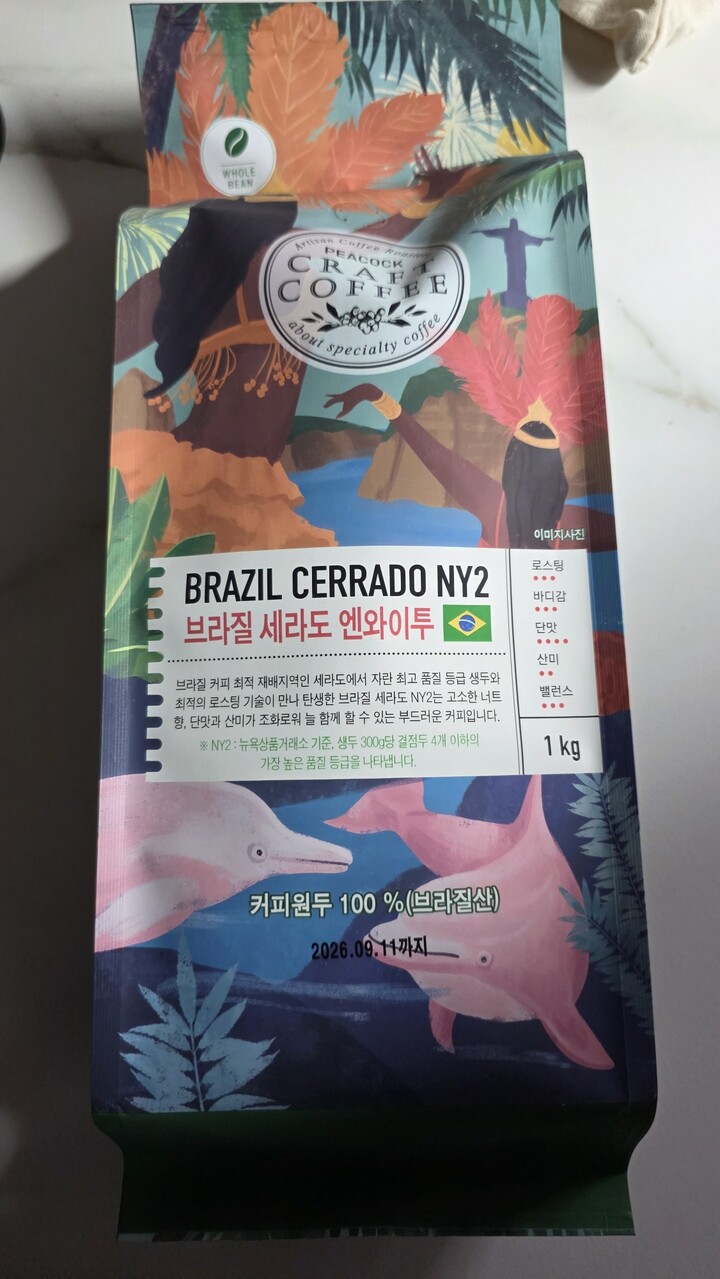 WHOLE
BEAN
Artisan Coffee Roasters
PEACOCK
CRAFT
COFFEE
about specialty coffee
이미지사진
BRAZIL CERRADO NY2
브라질 세라도 엔와이투
브라질 커피 최적 재배지역인 세라도에서 자란 최고 품질 등급 생두와
최적의 로스팅 기술이 만나 탄생한 브라질 세라도 NY2는 고소한 너트
향, 단맛과 산미가 조화로워 늘 함께 할 수 있는 부드러운 커피입니다.
※ NY2 : 뉴욕상품거래소 기준, 생두 300g당 결점두 4개 이하의
가장 높은 품질 등급을 나타냅니다.
로스팅
바디감
단맛
산미
밸런스
1 kg
커피원두 100 %(브라질산)
2026.09.11까지